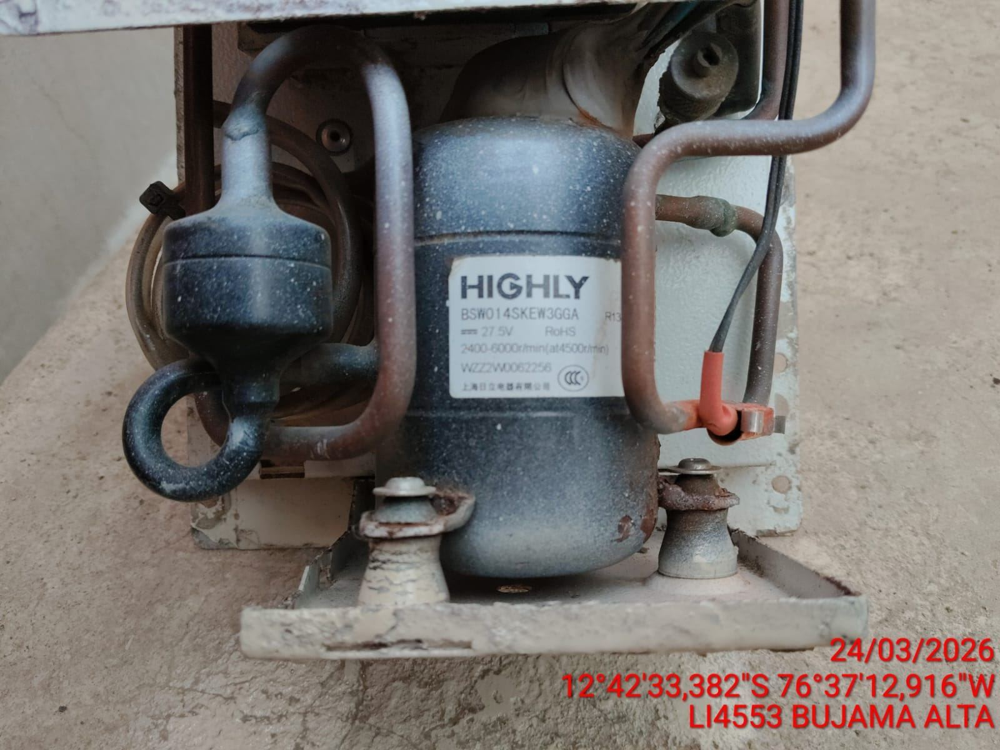 HIGHLY
BSW014SKEW3GGA R13
27.5V RoHS
2400-6000r/min(at4500r/min)
WZZ2W0062256
上海日立电器有限公司
24/03/2026
12°42'33,382"S 76°37'12,916"W
LI4553 BUJAMA ALTA